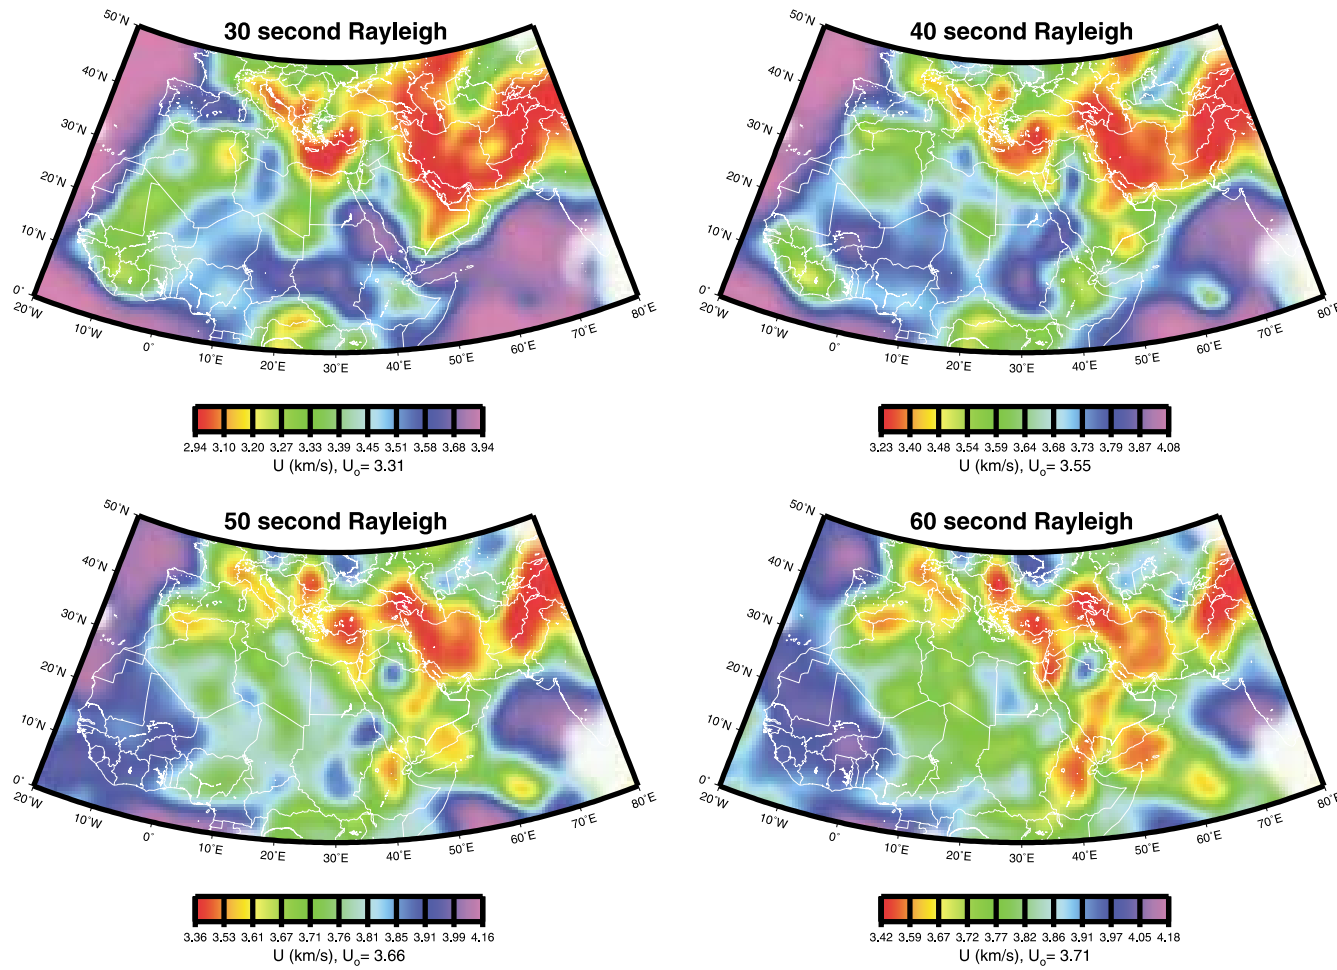 30 second Rayleigh
50˚N
40˚N
30˚N
20˚N
10˚N
0˚
20˚W
10˚W
0˚
10˚E
20˚E
30˚E
40˚E
50˚E
60˚E
70˚E
80˚E
2.94 3.10 3.20 3.27 3.33 3.39 3.45 3.51 3.58 3.68 3.94
U (km/s), Uo= 3.31
40 second Rayleigh
50˚N
40˚N
30˚N
20˚N
10˚N
0˚
20˚W
10˚W
0˚
10˚E
20˚E
30˚E
40˚E
50˚E
60˚E
70˚E
80˚E
3.23 3.40 3.48 3.54 3.59 3.64 3.68 3.73 3.79 3.87 4.08
U (km/s), Uo= 3.55
50 second Rayleigh
50˚N
40˚N
30˚N
20˚N
10˚N
0˚
20˚W
10˚W
0˚
10˚E
20˚E
30˚E
40˚E
50˚E
60˚E
70˚E
80˚E
3.36 3.53 3.61 3.67 3.71 3.76 3.81 3.85 3.91 3.99 4.16
U (km/s), Uo= 3.66
60 second Rayleigh
50˚N
40˚N
30˚N
20˚N
10˚N
0˚
20˚W
10˚W
0˚
10˚E
20˚E
30˚E
40˚E
50˚E
60˚E
70˚E
80˚E
3.42 3.59 3.67 3.72 3.77 3.82 3.86 3.91 3.97 4.05 4.18
U (km/s), Uo= 3.71